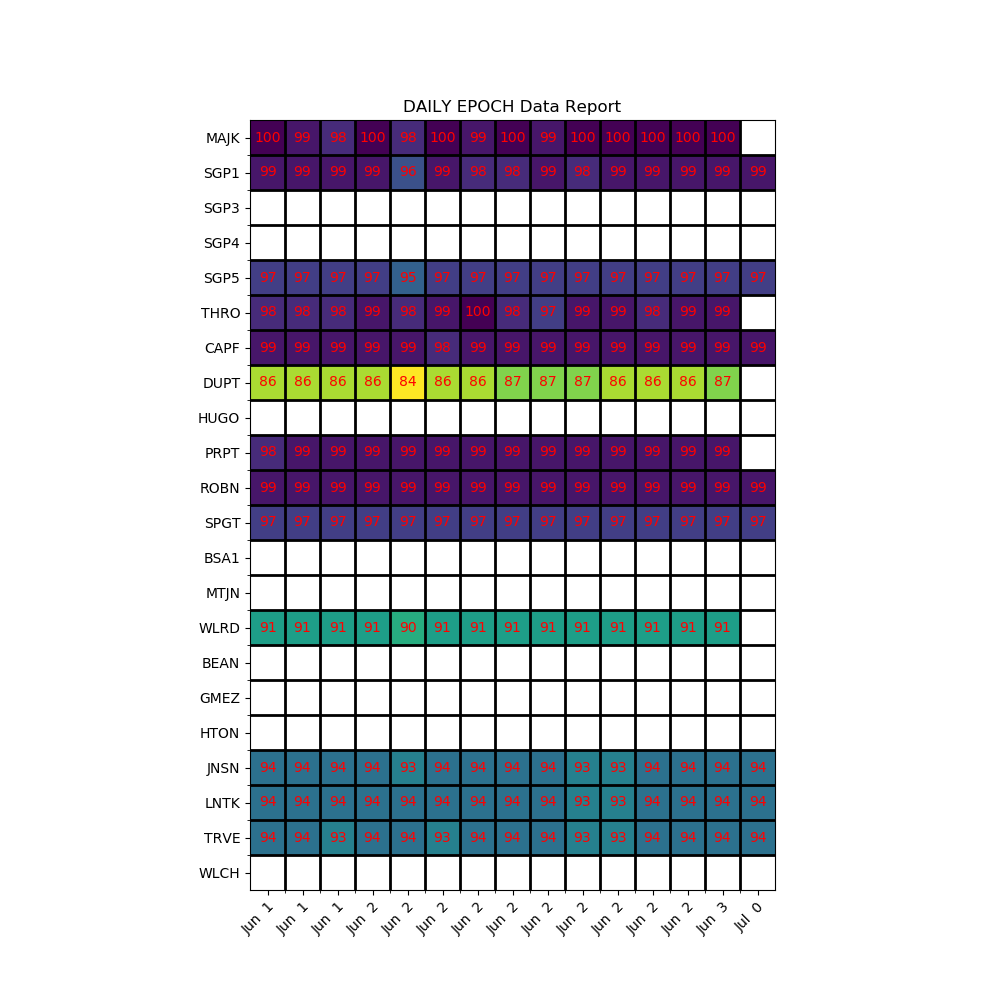 DAILY EPOCH Data Report
MAJK 100 99 98 100 98 100 99 100 99 100 100 100 100 100
SGP1 99 99 99 99 96 99 98 98 99 98 99 99 99 99 99
SGP3
SGP4
SGP5 97 97 97 97 95 97 97 97 97 97 97 97 97 97 97
THRO 98 98 98 99 98 99 100 98 97 99 99 98 99 99
CAPF 99 99 99 99 99 98 99 99 99 99 99 99 99 99 99
DUPT 86 86 86 86 84 86 86 87 87 87 86 86 86 87
HUGO
PRPT 98 99 99 99 99 99 99 99 99 99 99 99 99 99
ROBN 99 99 99 99 99 99 99 99 99 99 99 99 99 99 99
SPGT 97 97 97 97 97 97 97 97 97 97 97 97 97 97 97
BSA1
MTJN
WLRD 91 91 91 91 90 91 91 91 91 91 91 91 91 91
BEAN
GMEZ
HTON
JNSN 94 94 94 94 93 94 94 94 94 93 93 94 94 94 94
LNTK 94 94 94 94 94 94 94 94 94 93 93 94 94 94 94
TRVE 94 94 93 94 94 93 94 94 94 93 93 94 94 94 94
WLCH
Jun 1 Jun 1 Jun 1 Jun 2 Jun 2 Jun 2 Jun 2 Jun 2 Jun 2 Jun 2 Jun 2 Jun 2 Jun 2 Jun 3 Jul 0